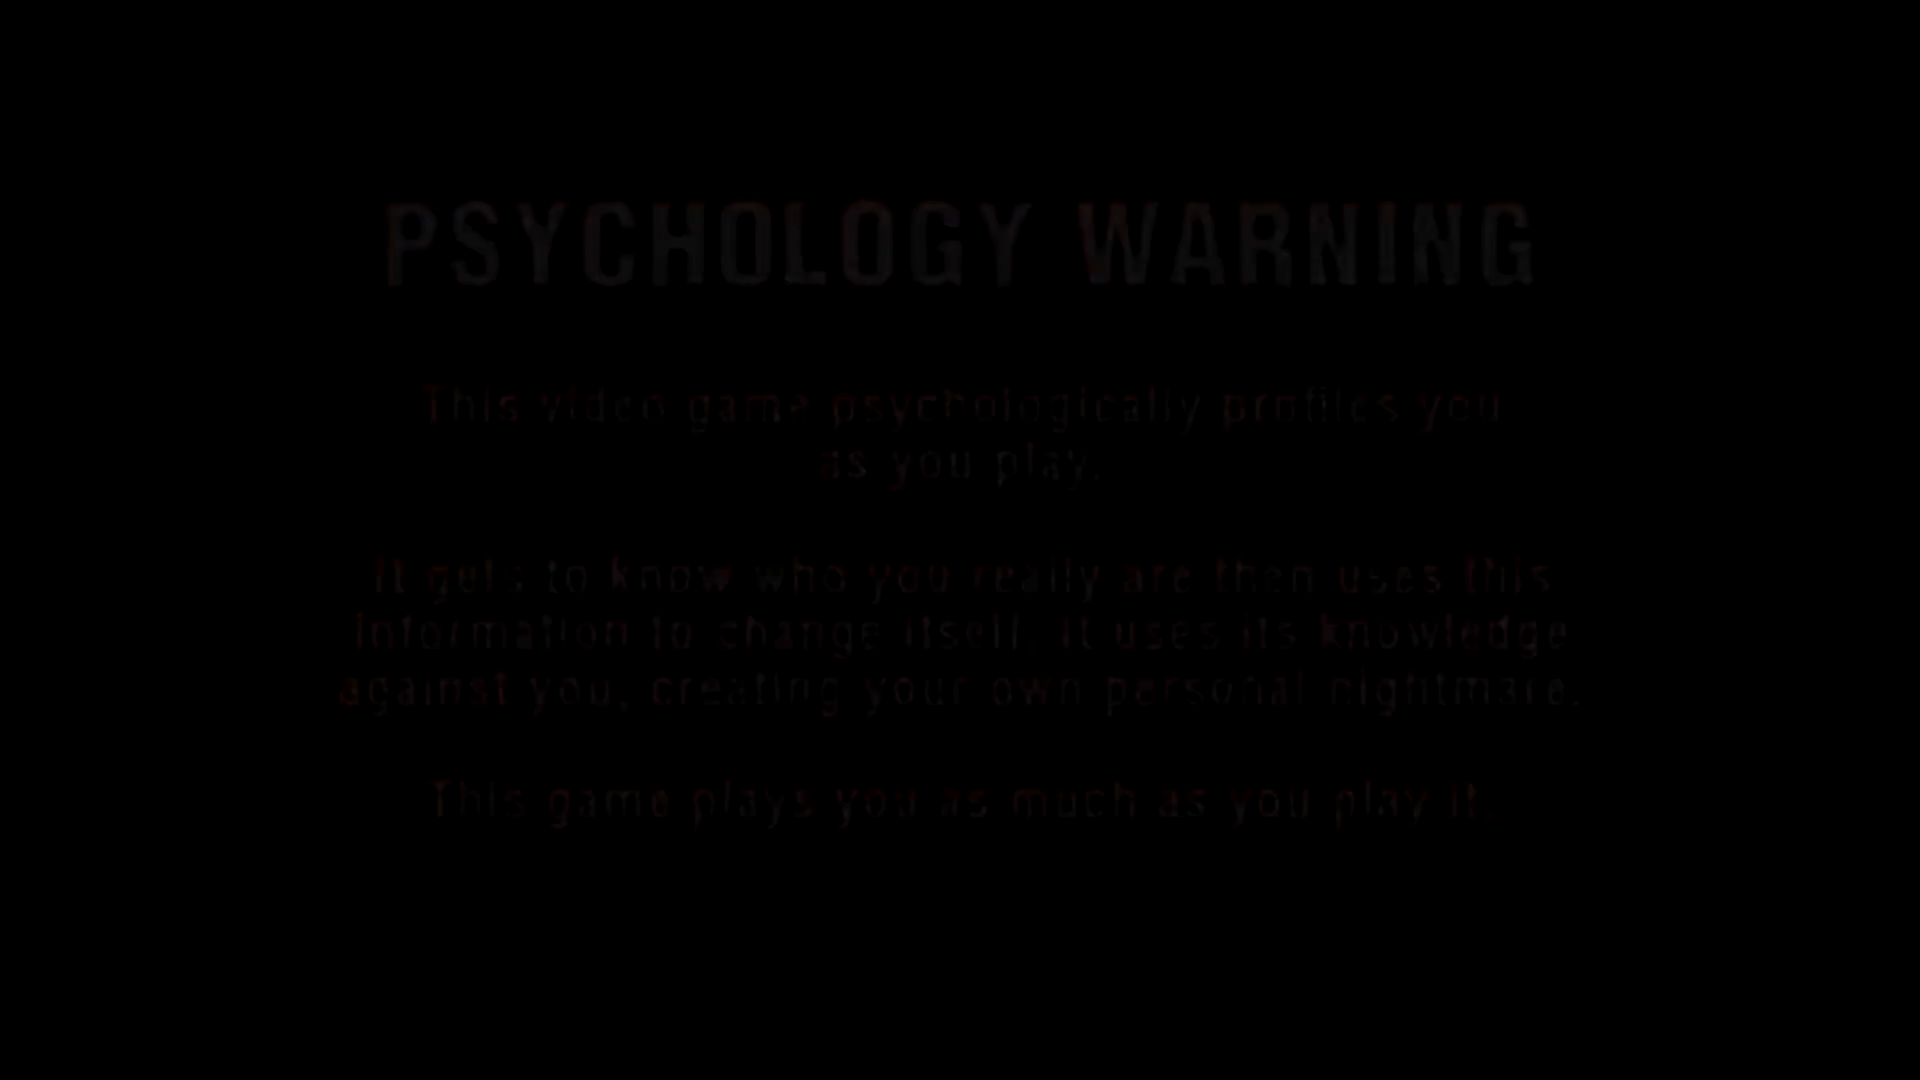 PSYCHOLOGY WARNING
This video game psychologically profiles you
as you play.
It gets to know who you really are then uses this
information to change itself. It uses its knowledge
against you, creating your own personal nightmare.
This game plays you as much as you play it.